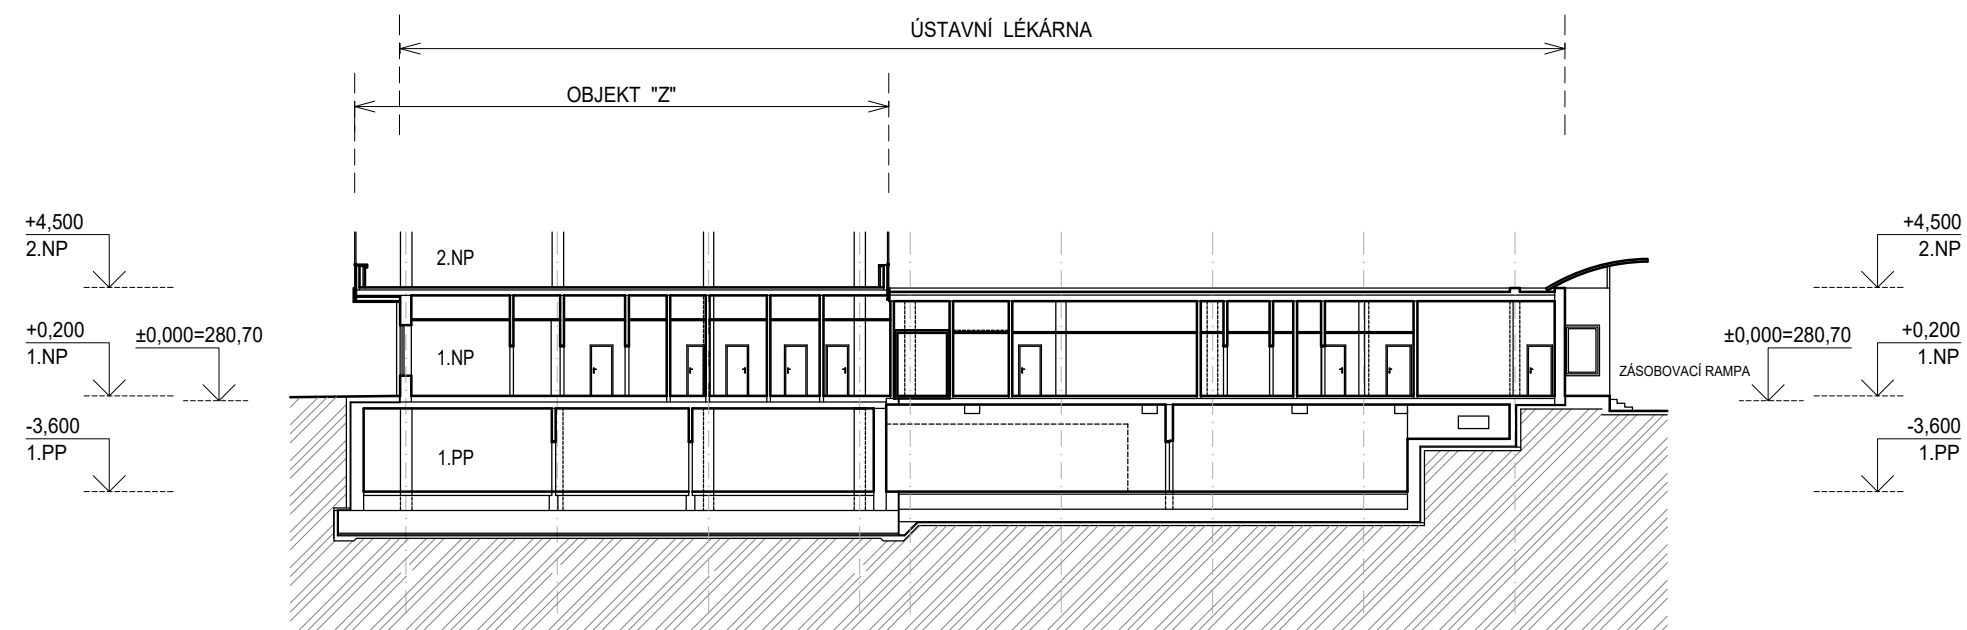 ÚSTAVNÍ LÉKÁRNA
OBJEKT "Z"
+4,500
2.NP
+4,500
2.NP
2.NP
+0,200
1.NP
±0,000=280,70
1.NP
±0,000=280,70
+0,200
1.NP
ZÁSOBOVACÍ RAMPA
-3,600
1.PP
1.PP
-3,600
1.PP